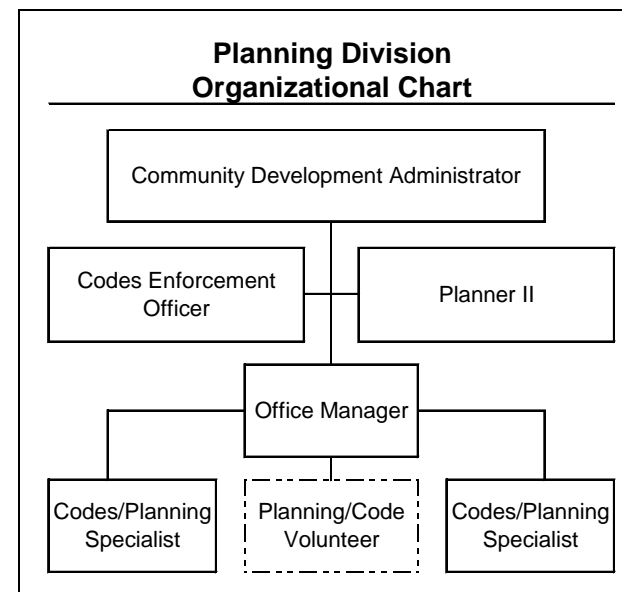 Planning Division
Organizational Chart
Community Development Administrator
Codes Enforcement
Officer
Planner II
Office Manager
Codes/Planning
Specialist
Planning/Code
Volunteer
Codes/Planning
Specialist